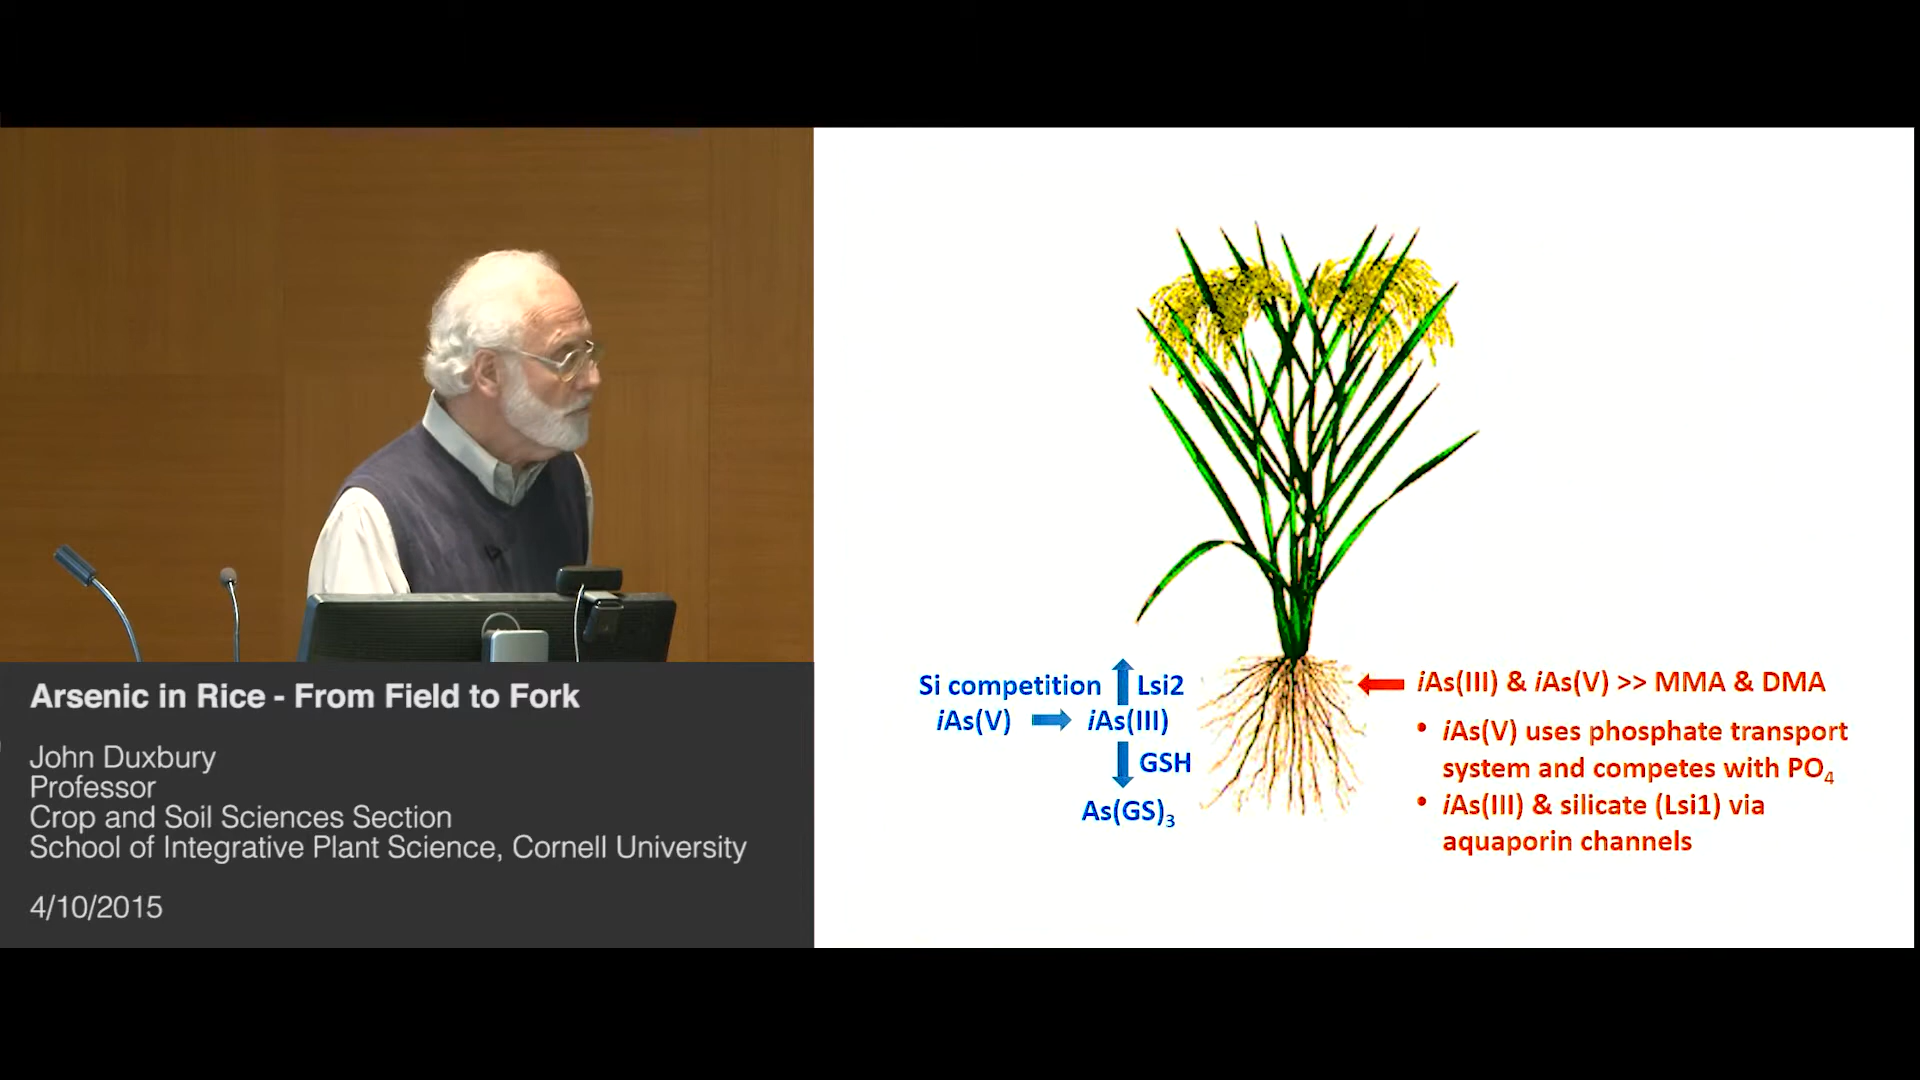 Arsenic in Rice - From Field to Fork
John Duxbury
Professor
Crop and Soil Sciences Section
School of Integrative Plant Science, Cornell University
4/10/2015
Si competition Lsi2
iAs(V) iAs(III)
GSH
As(GS)₃
iAs(III) & iAs(V) >> MMA & DMA
• iAs(V) uses phosphate transport
system and competes with PO₄
• iAs(III) & silicate (Lsi1) via
aquaporin channels